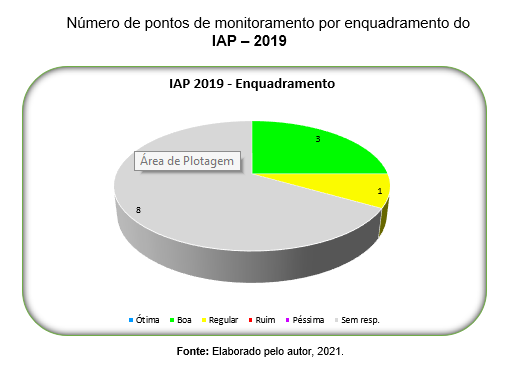 Número de pontos de monitoramento por enquadramento do
IAP – 2019
IAP 2019 - Enquadramento
3
Área de Plotagem
1
8
Ótima Boa Regular Ruim Péssima Sem resp.
Fonte: Elaborado pelo autor, 2021.